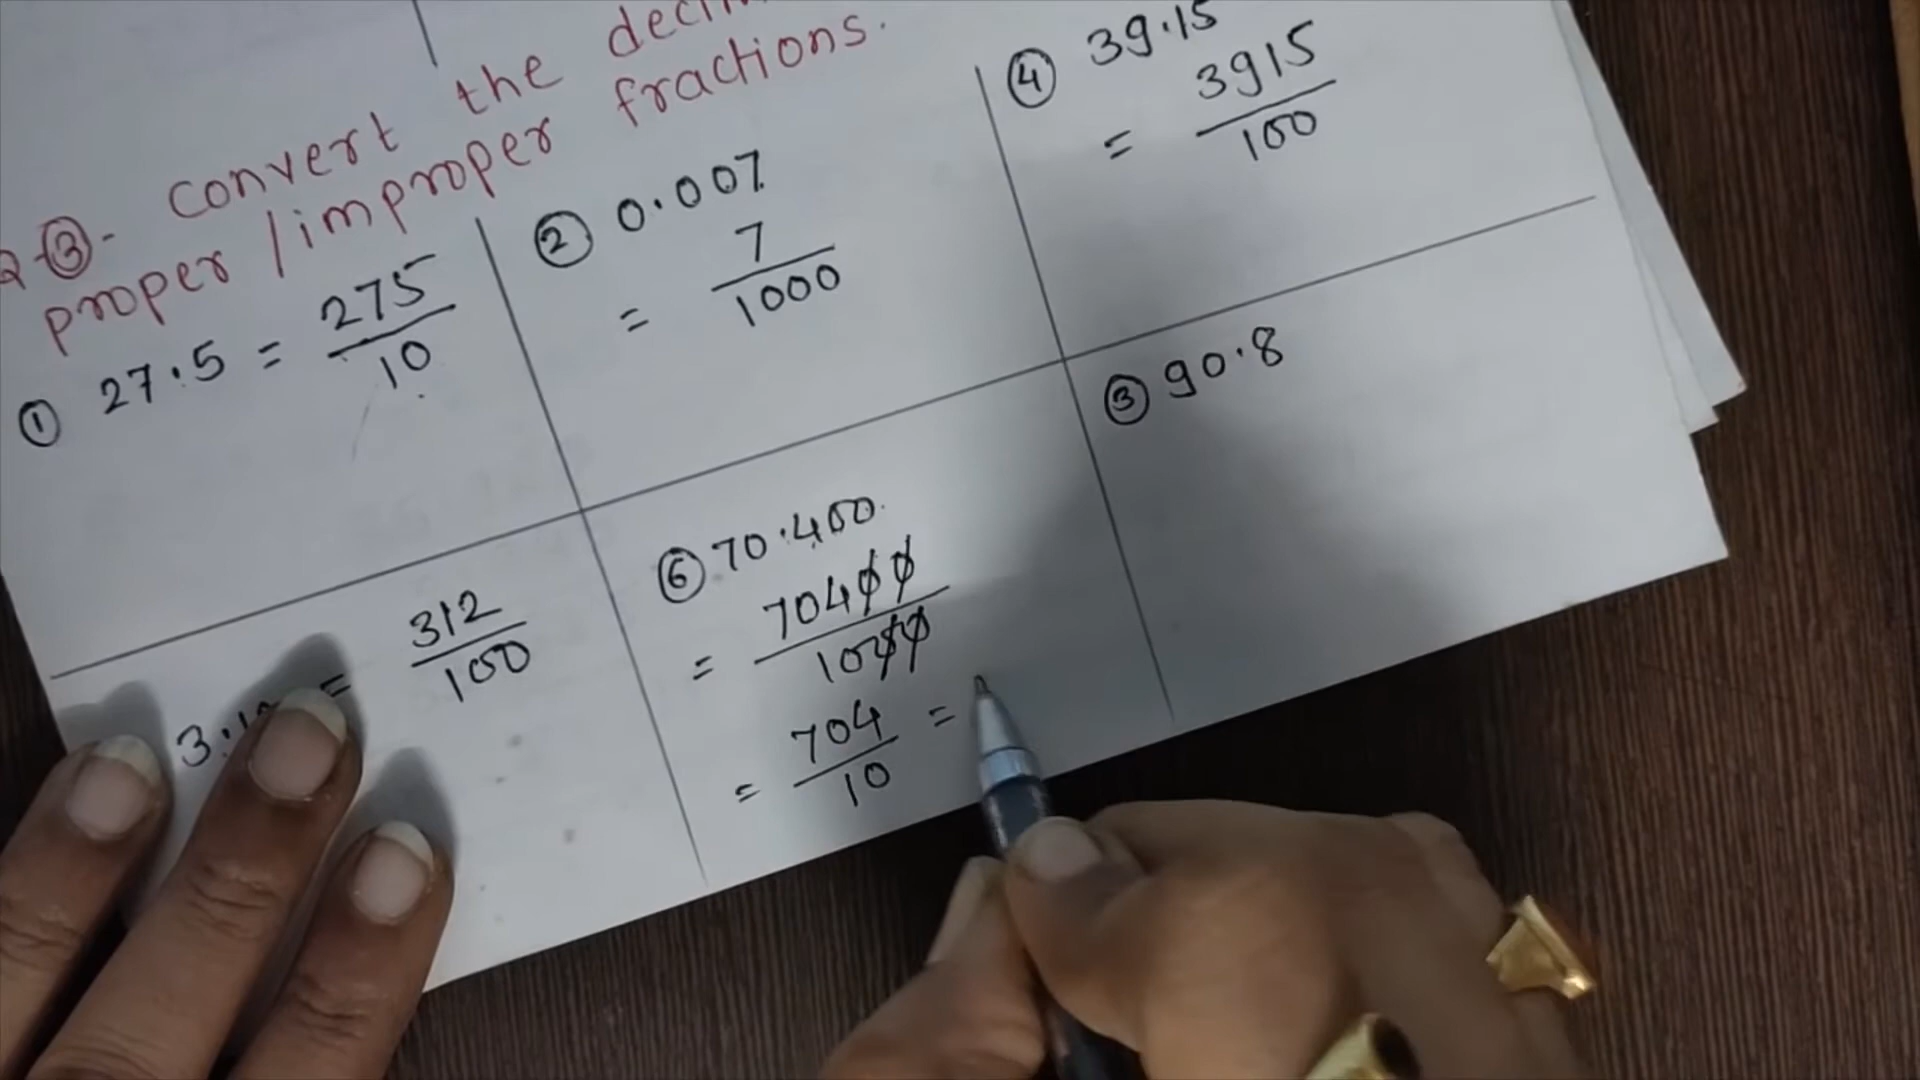 Q-③- Convert the
proper/improper fractions.
① 27.5 = 275/10
② 0.007
= 7/1000
④ 39.15
= 3915/100
= 312/100
⑥ 70.400
= 70400/1000
= 704/10 =
③ 90.8